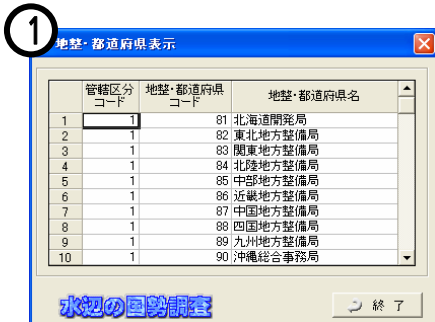 ①
地整・都道府県表示
管轄区分コード 地整・都道府県コード 地整・都道府県名
1 1 81 北海道開発局
2 1 82 東北地方整備局
3 1 83 関東地方整備局
4 1 84 北陸地方整備局
5 1 85 中部地方整備局
6 1 86 近畿地方整備局
7 1 87 中国地方整備局
8 1 88 四国地方整備局
9 1 89 九州地方整備局
10 1 90 沖縄総合事務局
水辺の国勢調査 終了